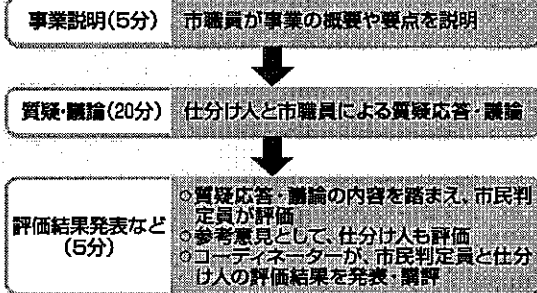 事業説明(5分) 市職員が事業の概要や要点を説明
質疑・議論(20分) 仕分け人と市職員による質疑応答・議論
評価結果発表など
(5分)
○質疑応答・議論の内容を踏まえ、市民判
定員が評価
○参考意見として、仕分け人も評価
○コーディネーターが、市民判定員と仕分
け人の評価結果を発表・講評